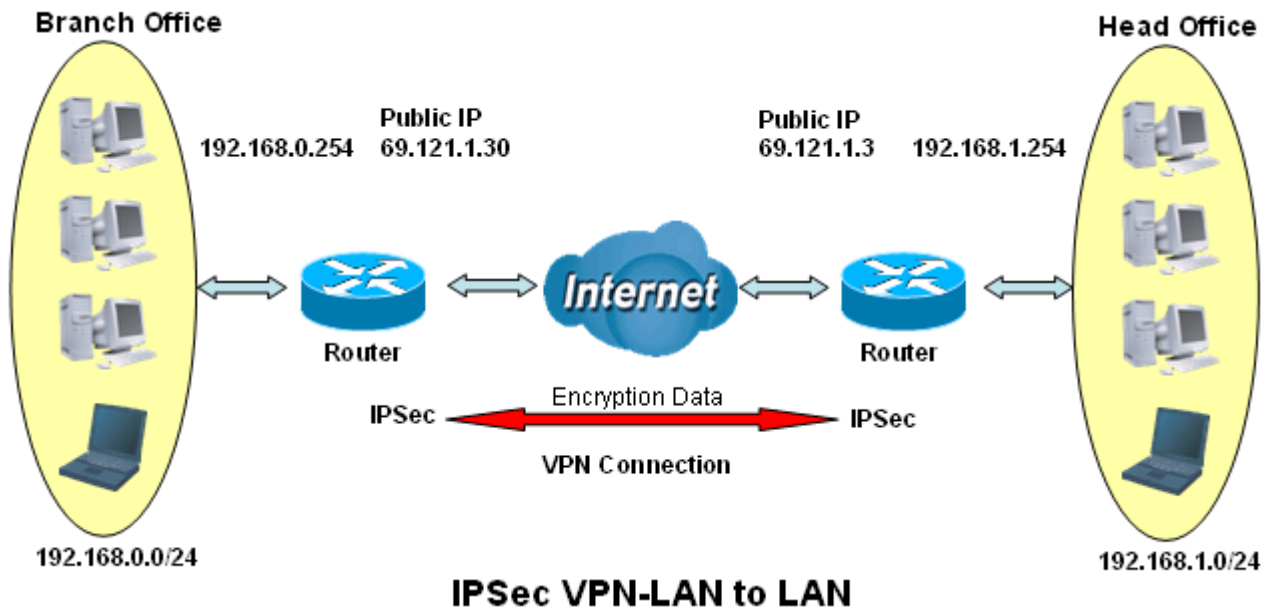 Branch Office
Head Office
Public IP
Public IP
192.168.0.254 69.121.1.30
69.121.1.3 192.168.1.254
Internet
Router
Router
Encryption Data
IPSec
IPSec
VPN Connection
192.168.0.0/24
192.168.1.0/24
IPSec VPN-LAN to LAN